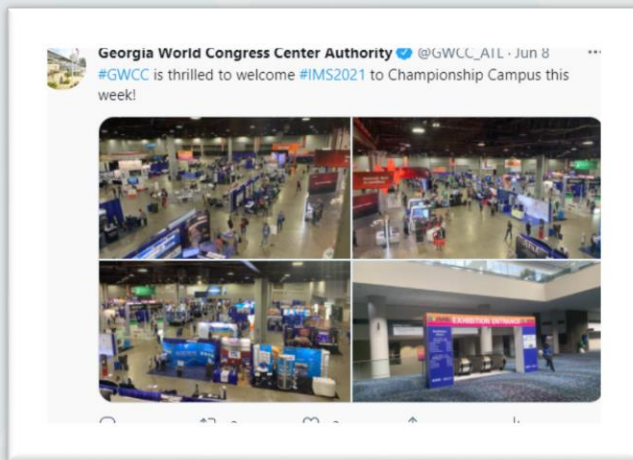 Georgia World Congress Center Authority @GWCC_ATL · Jun 8
#GWCC is thrilled to welcome #IMS2021 to Championship Campus this
week!
EXHIBITION ENTRANCE